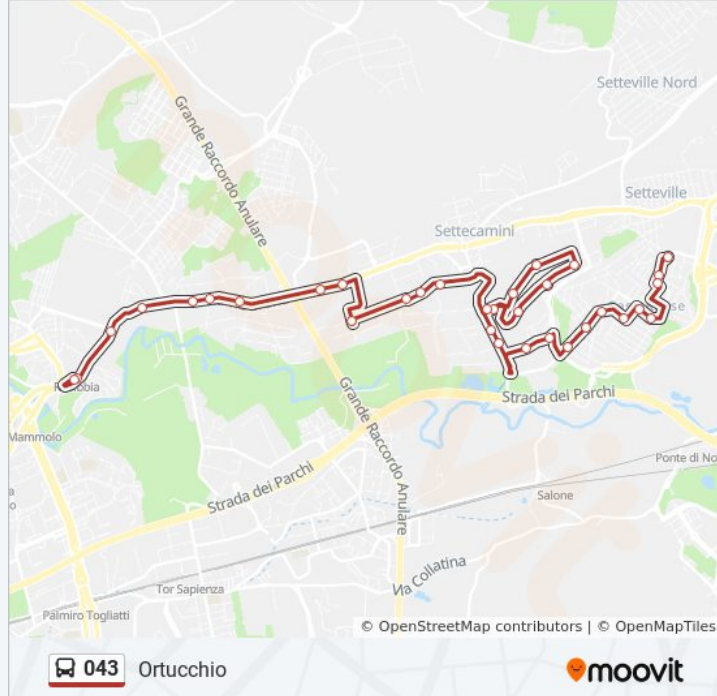 Setteville Nord
Grande Raccordo Anulare
Setteville
Settecamini
Mammolo
Grande Raccordo Anulare
Strada dei Parchi
Strada dei Parchi
Ponte di No
Salone
Via Collatina
Tor Sapienza
Palmiro Togliatti
© OpenStreetMap contributors | © OpenMapTiles
043 Ortucchio
moovit